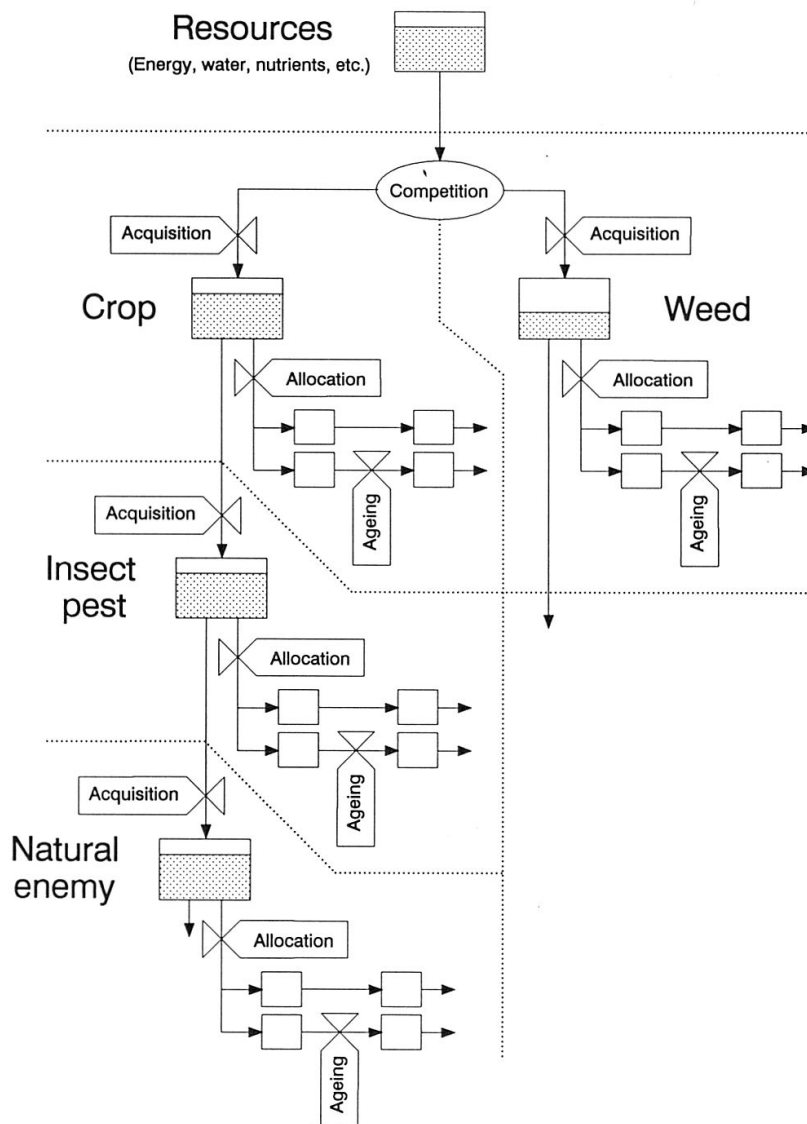 Resources
(Energy, water, nutrients, etc.)
Competition
Acquisition
Acquisition
Crop
Weed
Allocation
Allocation
Ageing
Ageing
Acquisition
Insect
pest
Allocation
Ageing
Acquisition
Natural
enemy
Allocation
Ageing